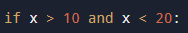 if x > 10 and x < 20: